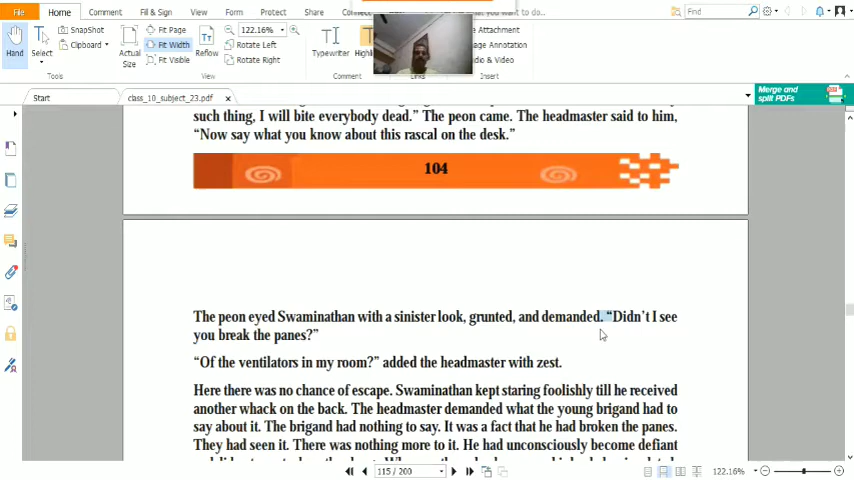 File Home Comment View Form Protect Share
Fill & Sign
to do... Find
SnapShot Fit Page 122.16%
Clipboard Fit Width Rotate Left
Hand Select Actual Size Fit Visible Reflow Rotate Right Typewriter
Image Annotation
Audio & Video
Tools View Comment Links Insert
Merge and split PDFs
Start class_10_subject_23.pdf
such thing, I will bite everybody dead.” The peon came. The headmaster said to him,
“Now say what you know about this rascal on the desk.”
104
The peon eyed Swaminathan with a sinister look, grunted, and demanded. “Didn’t I see
you break the panes?”
“Of the ventilators in my room?” added the headmaster with zest.
Here there was no chance of escape. Swaminathan kept staring foolishly till he received
another whack on the back. The headmaster demanded what the young brigand had to
say about it. The brigand had nothing to say. It was a fact that he had broken the panes.
They had seen it. There was nothing more to it. He had unconsciously become defiant
115 / 200 122.16%